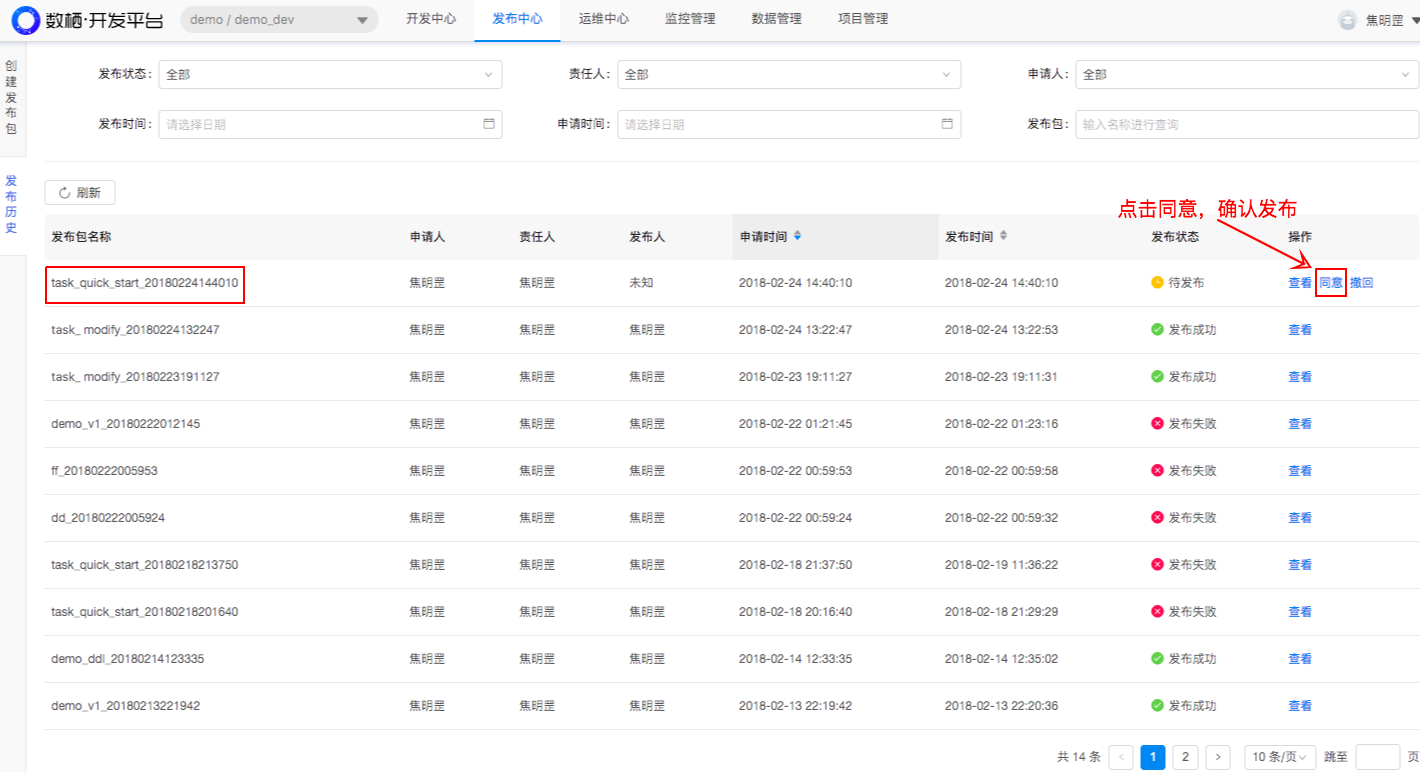 数栖·开发平台 demo / demo_dev 开发中心 发布中心 运维中心 监控管理 数据管理 项目管理 焦明罡
创建发布包
发布历史
发布状态： 全部 责任人： 全部 申请人： 全部
发布时间： 请选择日期 申请时间： 请选择日期 发布包： 输入名称进行查询
刷新
点击同意，确认发布
发布包名称 申请人 责任人 发布人 申请时间 发布时间 发布状态 操作
task_quick_start_20180224144010 焦明罡 焦明罡 未知 2018-02-24 14:40:10 2018-02-24 14:40:10 待发布 查看 同意 撤回
task_ modify_20180224132247 焦明罡 焦明罡 焦明罡 2018-02-24 13:22:47 2018-02-24 13:22:53 发布成功 查看
task_ modify_20180223191127 焦明罡 焦明罡 焦明罡 2018-02-23 19:11:27 2018-02-23 19:11:31 发布成功 查看
demo_v1_20180222012145 焦明罡 焦明罡 焦明罡 2018-02-22 01:21:45 2018-02-22 01:23:16 发布失败 查看
ff_20180222005953 焦明罡 焦明罡 焦明罡 2018-02-22 00:59:53 2018-02-22 00:59:58 发布失败 查看
dd_20180222005924 焦明罡 焦明罡 焦明罡 2018-02-22 00:59:24 2018-02-22 00:59:32 发布失败 查看
task_quick_start_20180218213750 焦明罡 焦明罡 焦明罡 2018-02-18 21:37:50 2018-02-19 11:36:22 发布失败 查看
task_quick_start_20180218201640 焦明罡 焦明罡 焦明罡 2018-02-18 20:16:40 2018-02-18 21:29:29 发布失败 查看
demo_ddl_20180214123335 焦明罡 焦明罡 焦明罡 2018-02-14 12:33:35 2018-02-14 12:35:02 发布成功 查看
demo_v1_20180213221942 焦明罡 焦明罡 焦明罡 2018-02-13 22:19:42 2018-02-13 22:20:36 发布成功 查看
共 14 条 < 1 2 > 10 条/页 跳至 页